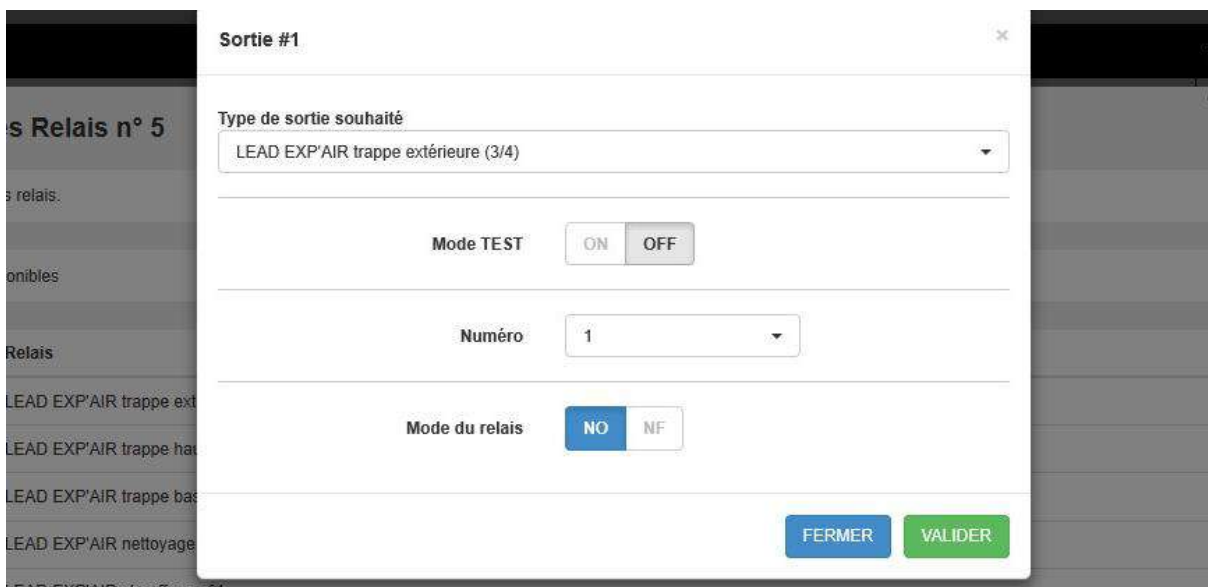 Sortie #1
×
s Relais n° 5
Type de sortie souhaité
LEAD EXP'AIR trappe extérieure (3/4)
s relais.
Mode TEST
ON OFF
onibles
Numéro
1
Relais
LEAD EXP'AIR trappe ext
Mode du relais
NO NF
LEAD EXP'AIR trappe hau
LEAD EXP'AIR trappe bas
FERMER VALIDER
LEAD EXP'AIR nettoyage